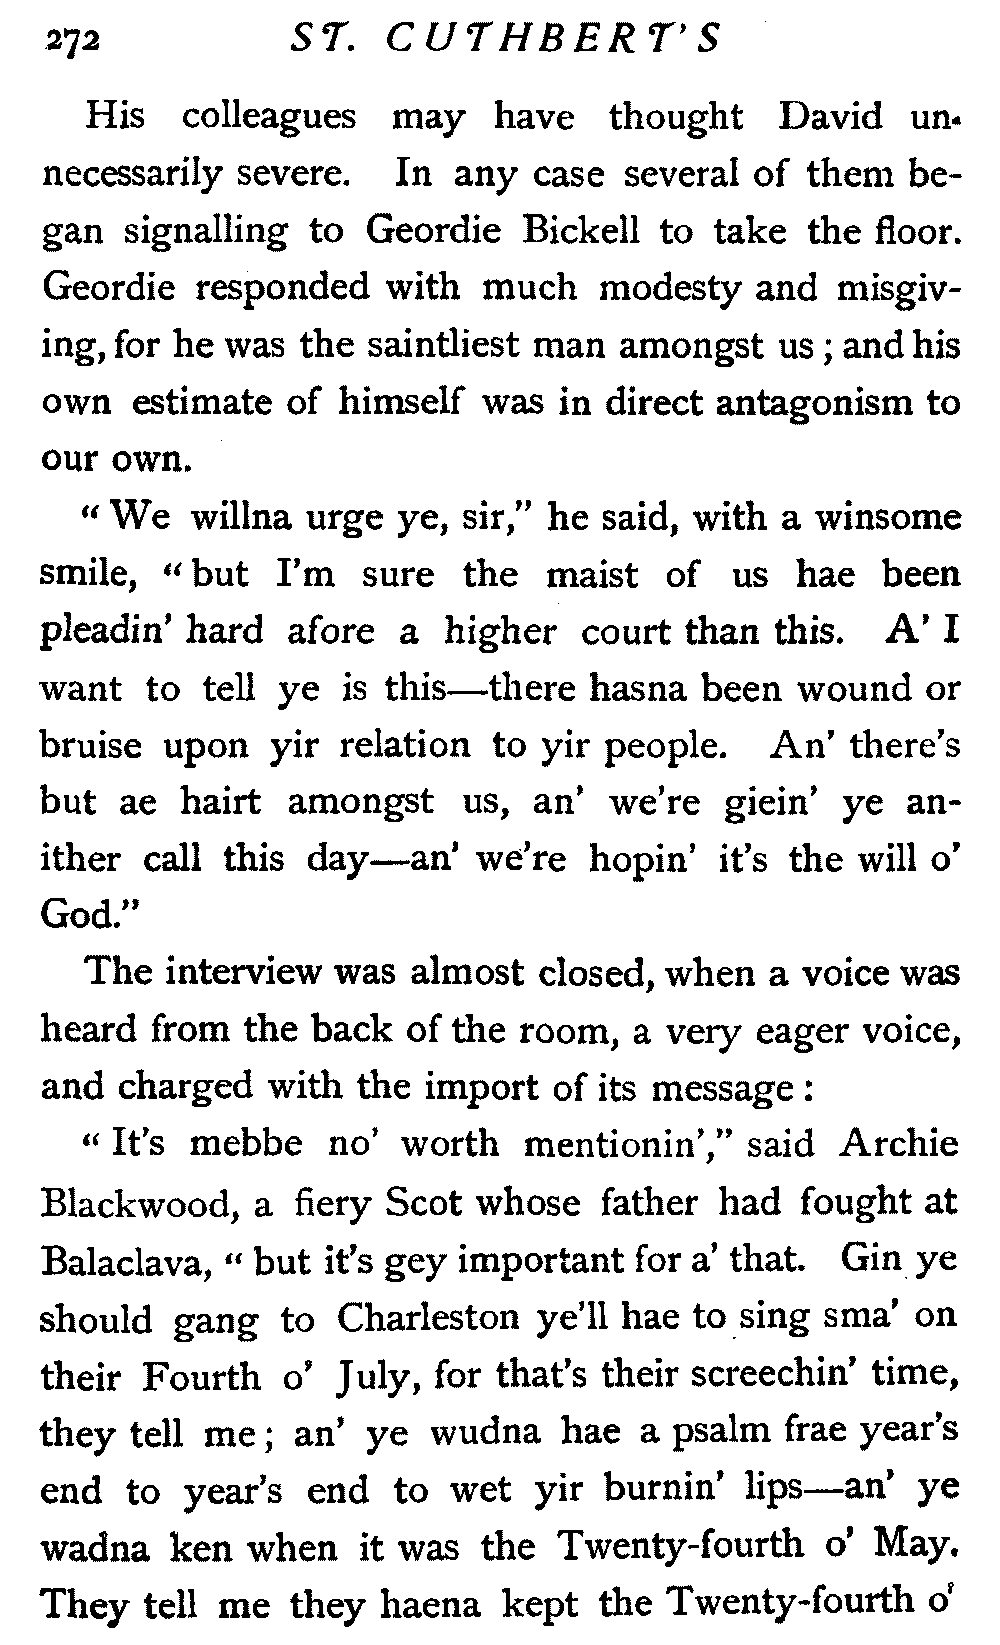 272 ST. CUTHBERT'S
His colleagues may have thought David un-
necessarily severe. In any case several of them be-
gan signalling to Geordie Bickell to take the floor.
Geordie responded with much modesty and misgiv-
ing, for he was the saintliest man amongst us ; and his
own estimate of himself was in direct antagonism to
our own.
“ We willna urge ye, sir,” he said, with a winsome
smile, “ but I’m sure the maist of us hae been
pleadin’ hard afore a higher court than this. A’ I
want to tell ye is this—there hasna been wound or
bruise upon yir relation to yir people. An’ there’s
but ae hairt amongst us, an’ we’re giein’ ye an-
ither call this day—an’ we’re hopin’ it’s the will o’
God.”
The interview was almost closed, when a voice was
heard from the back of the room, a very eager voice,
and charged with the import of its message :
“ It’s mebbe no’ worth mentionin’,” said Archie
Blackwood, a fiery Scot whose father had fought at
Balaclava, “ but it’s gey important for a’ that. Gin ye
should gang to Charleston ye’ll hae to sing sma’ on
their Fourth o’ July, for that’s their screechin’ time,
they tell me ; an’ ye wudna hae a psalm frae year’s
end to year’s end to wet yir burnin’ lips—an’ ye
wadna ken when it was the Twenty-fourth o’ May.
They tell me they haena kept the Twenty-fourth o’